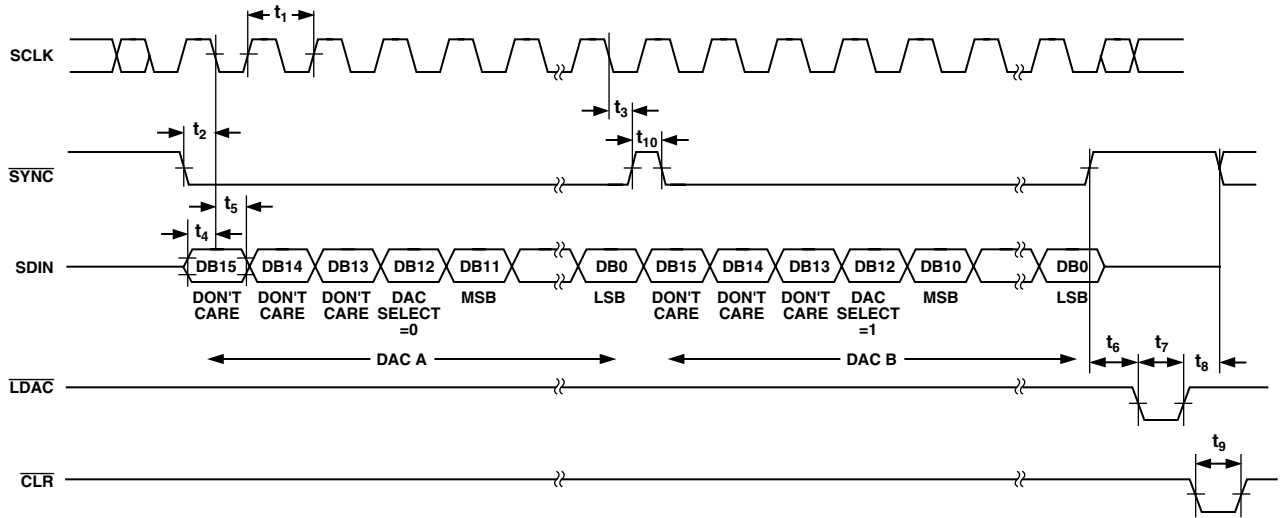 t1
SCLK
t3
t2
t10
SYNC
t5
t4
SDIN
DB15 DB14 DB13 DB12 DB11 DB0 DB15 DB14 DB13 DB12 DB10 DB0
DON'T DON'T DON'T DAC MSB LSB DON'T DON'T DON'T DAC MSB LSB
CARE CARE CARE SELECT CARE CARE CARE SELECT
=0 =1
t6 t7
DAC A DAC B t8
LDAC
t9
CLR